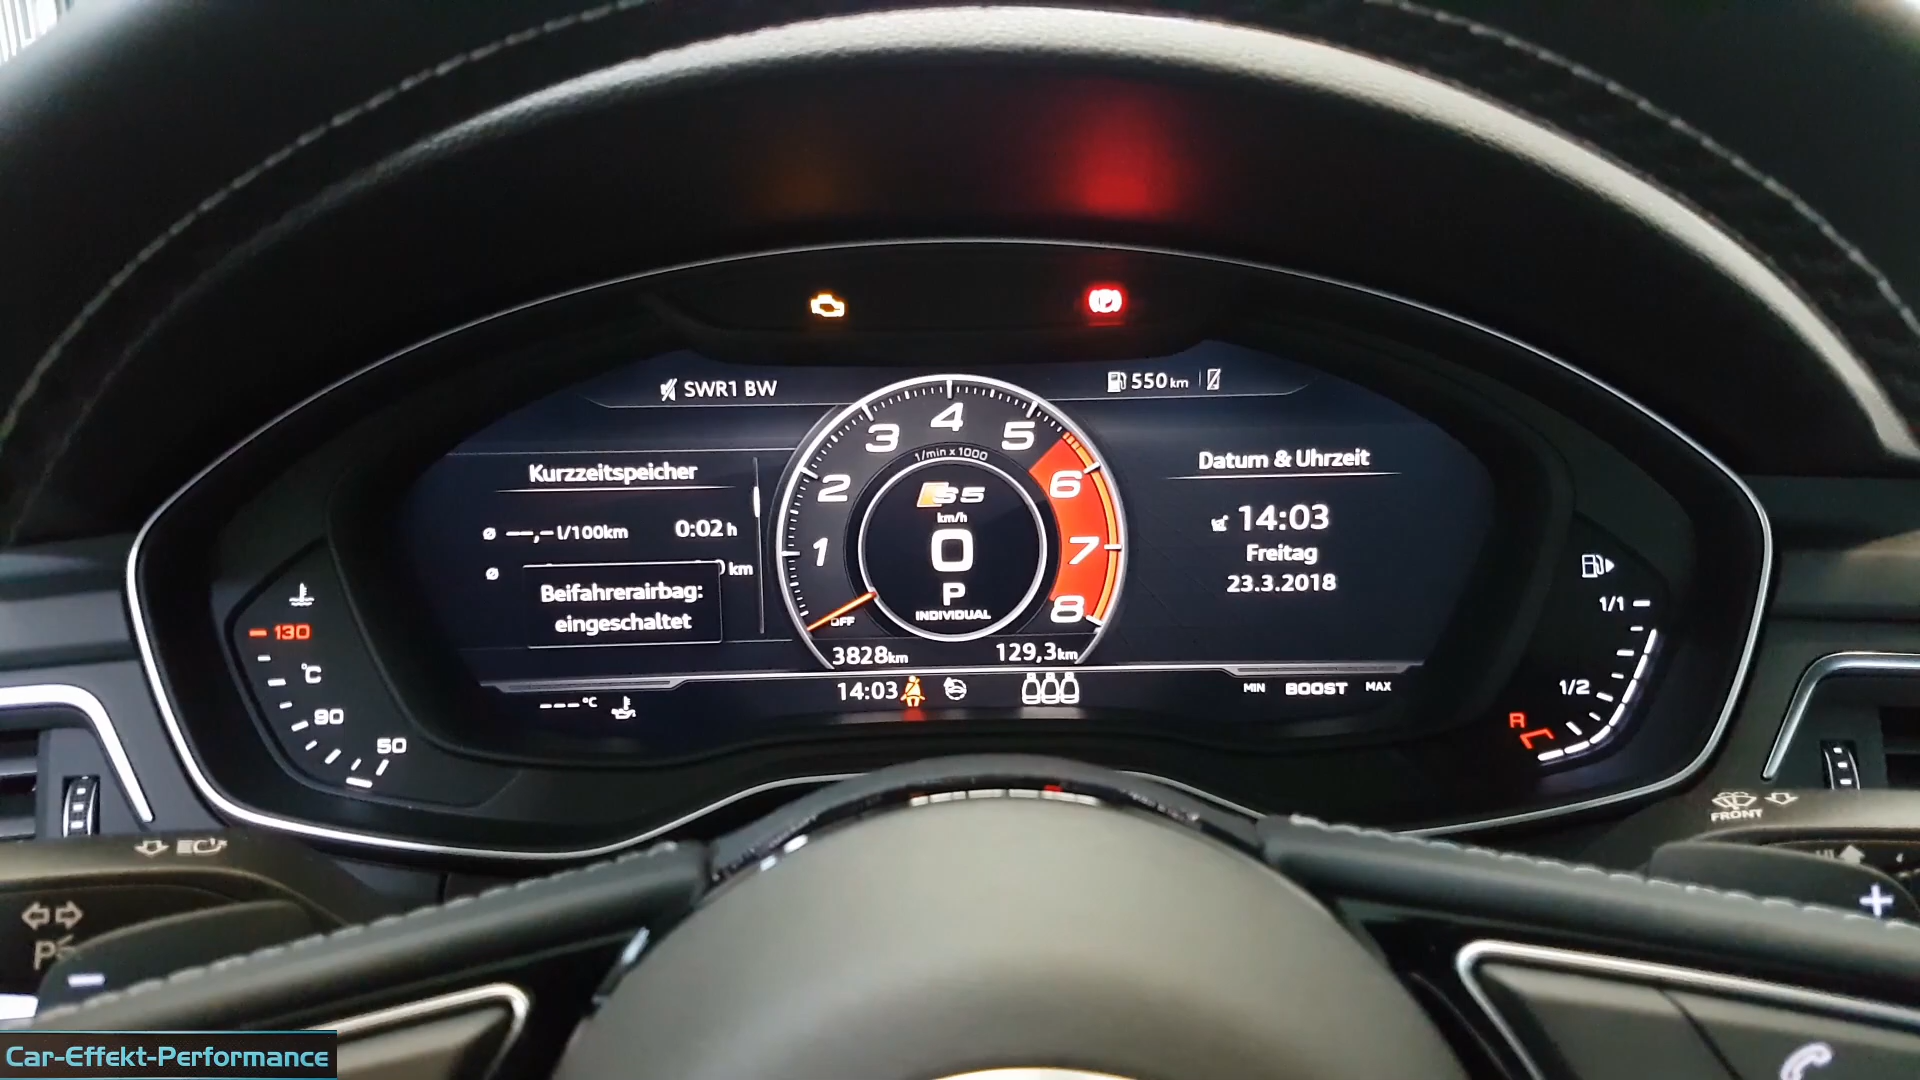 SWR1 BW
550 km
Kurzzeitspeicher
Ø --,- l/100km 0:02 h
Ø km
Beifahrerairbag:
eingeschaltet
1 2 3 4 5 6 7 8
1/min x 1000
S5
km/h
0
P
INDIVIDUAL
OFF
3828km 129,3km
Datum & Uhrzeit
14:03
Freitag
23.3.2018
130
°C
90
50
---°C
14:03
MIN BOOST MAX
1/1
1/2
R
FRONT
+
-
Car-Effekt-Performance